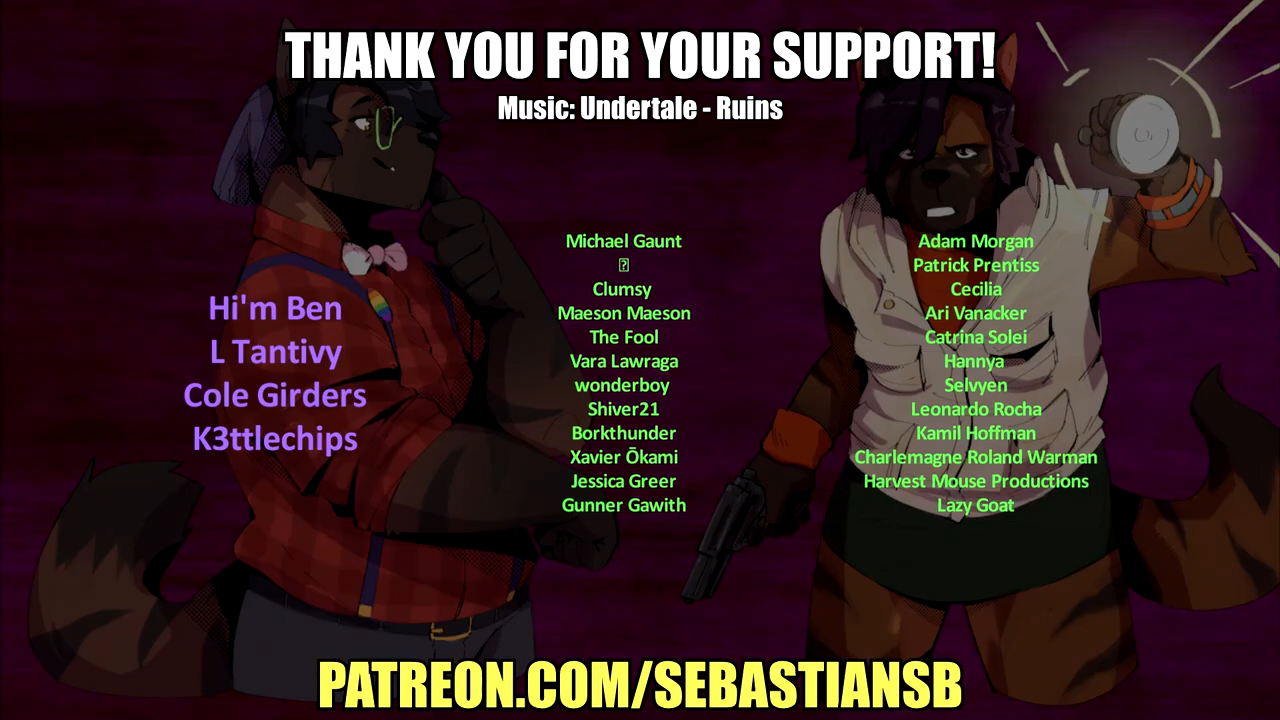 THANK YOU FOR YOUR SUPPORT!
Music: Undertale - Ruins
Hi'm Ben
L Tantivy
Cole Girders
K3ttlechips
Michael Gaunt
Clumsy
Maeson Maeson
The Fool
Vara Lawraga
wonderboy
Shiver21
Borkthunder
Xavier Ōkami
Jessica Greer
Gunner Gawith
Adam Morgan
Patrick Prentiss
Cecilia
Ari Vanacker
Catrina Solei
Hannya
Selvyen
Leonardo Rocha
Kamil Hoffman
Charlemagne Roland Warman
Harvest Mouse Productions
Lazy Goat
PATREON.COM/SEBASTIANSB